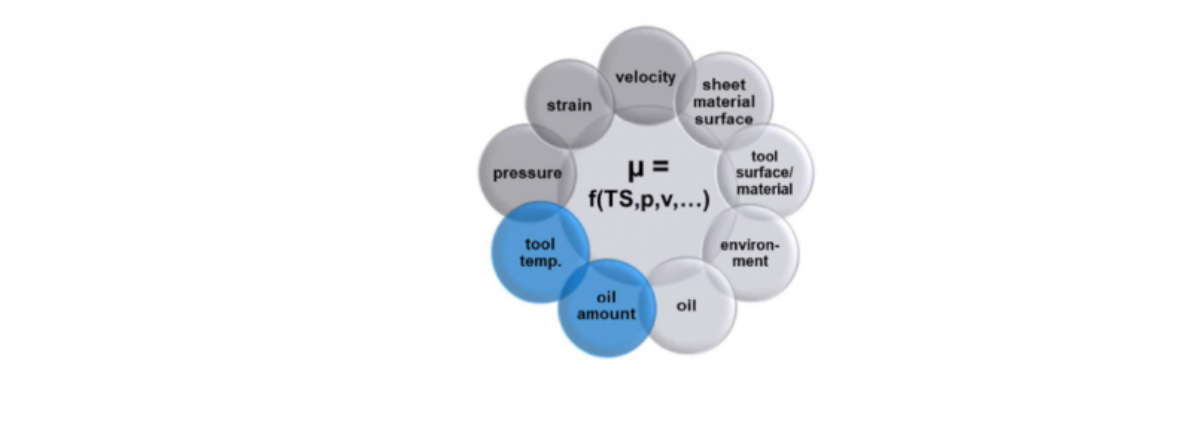 velocity
sheet
material
surface
tool
surface/
material
environ-
ment
oil
oil
amount
tool
temp.
pressure
strain
μ =
f(TS,p,v,...)